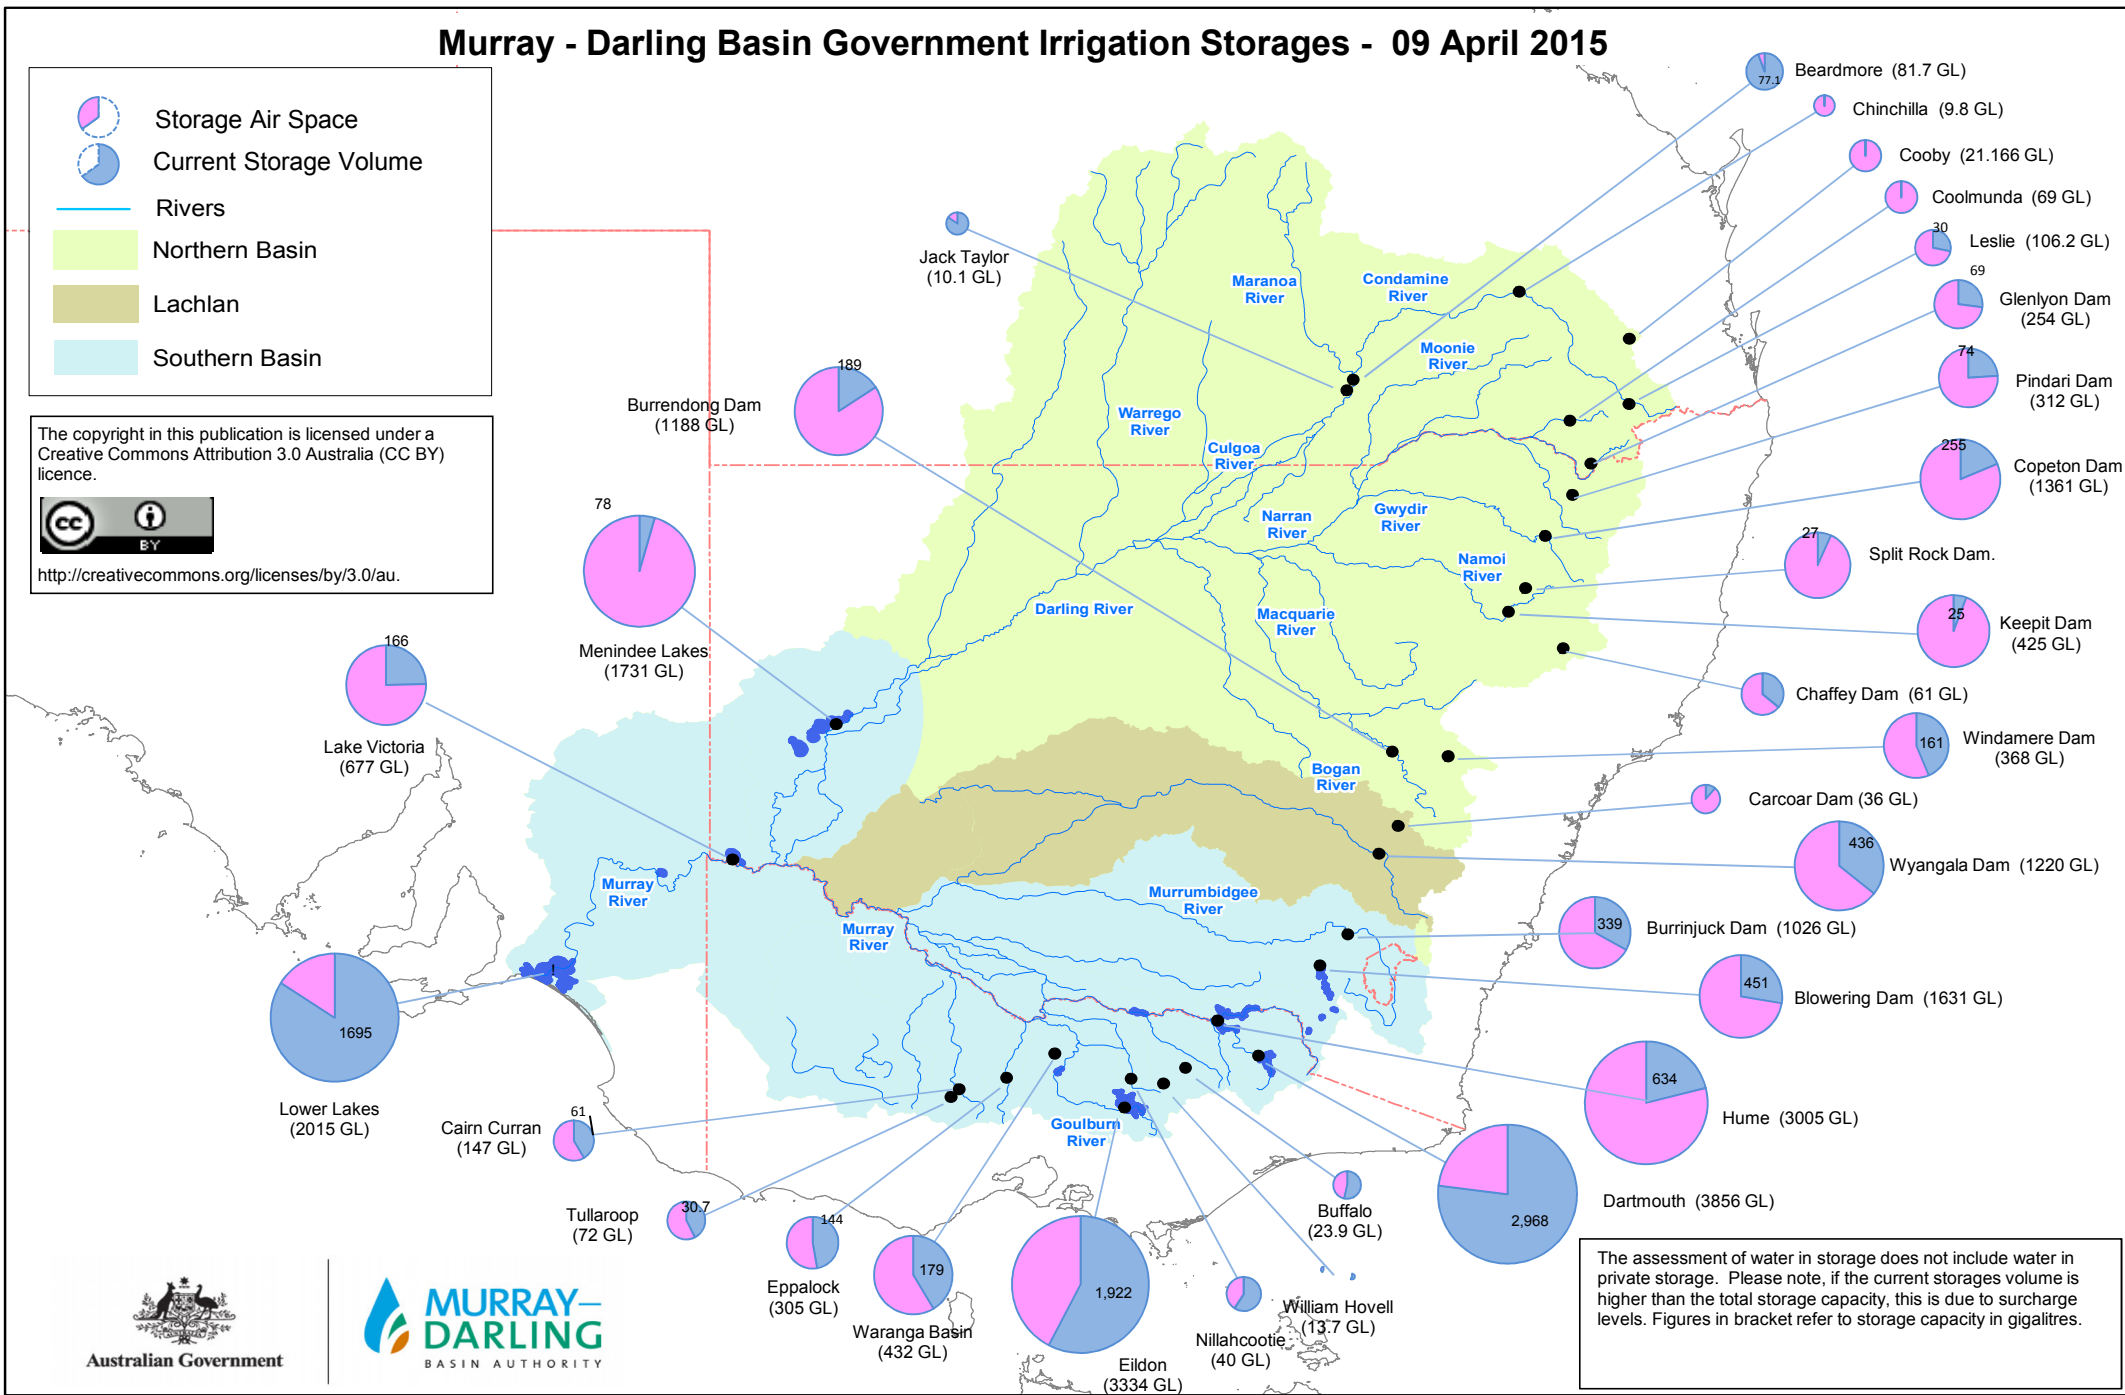 Murray - Darling Basin Government Irrigation Storages - 09 April 2015
Storage Air Space
Current Storage Volume
Rivers
Northern Basin
Lachlan
Southern Basin
The copyright in this publication is licensed under a
Creative Commons Attribution 3.0 Australia (CC BY)
licence.
cc
BY
http://creativecommons.org/licenses/by/3.0/au.
77.1
Beardmore (81.7 GL)
Chinchilla (9.8 GL)
Cooby (21.166 GL)
Coolmunda (69 GL)
30
Leslie (106.2 GL)
69
Glenlyon Dam
(254 GL)
74
Pindari Dam
(312 GL)
255
Copeton Dam
(1361 GL)
27
Split Rock Dam.
25
Keepit Dam
(425 GL)
Chaffey Dam (61 GL)
161
Windamere Dam
(368 GL)
Carcoar Dam (36 GL)
436
Wyangala Dam (1220 GL)
339
Burrinjuck Dam (1026 GL)
451
Blowering Dam (1631 GL)
634
Hume (3005 GL)
2,968
Dartmouth (3856 GL)
Jack Taylor
(10.1 GL)
189
Burrendong Dam
(1188 GL)
78
Menindee Lakes
(1731 GL)
166
Lake Victoria
(677 GL)
1695
Lower Lakes
(2015 GL)
61
Cairn Curran
(147 GL)
30.7
Tullaroop
(72 GL)
144
Eppalock
(305 GL)
179
Waranga Basin
(432 GL)
1,922
Eildon
(3334 GL)
Nillahcootie
(40 GL)
William Hovell
(13.7 GL)
Buffalo
(23.9 GL)
Maranoa
River
Condamine
River
Moonie
River
Warrego
River
Culgoa
River
Narran
River
Gwydir
River
Namoi
River
Darling River
Macquarie
River
Bogan
River
Murray
River
Murrumbidgee
River
Murray
River
Goulburn
River
!
Australian Government
MURRAY–
DARLING
BASIN AUTHORITY
The assessment of water in storage does not include water in
private storage. Please note, if the current storages volume is
higher than the total storage capacity, this is due to surcharge
levels. Figures in bracket refer to storage capacity in gigalitres.